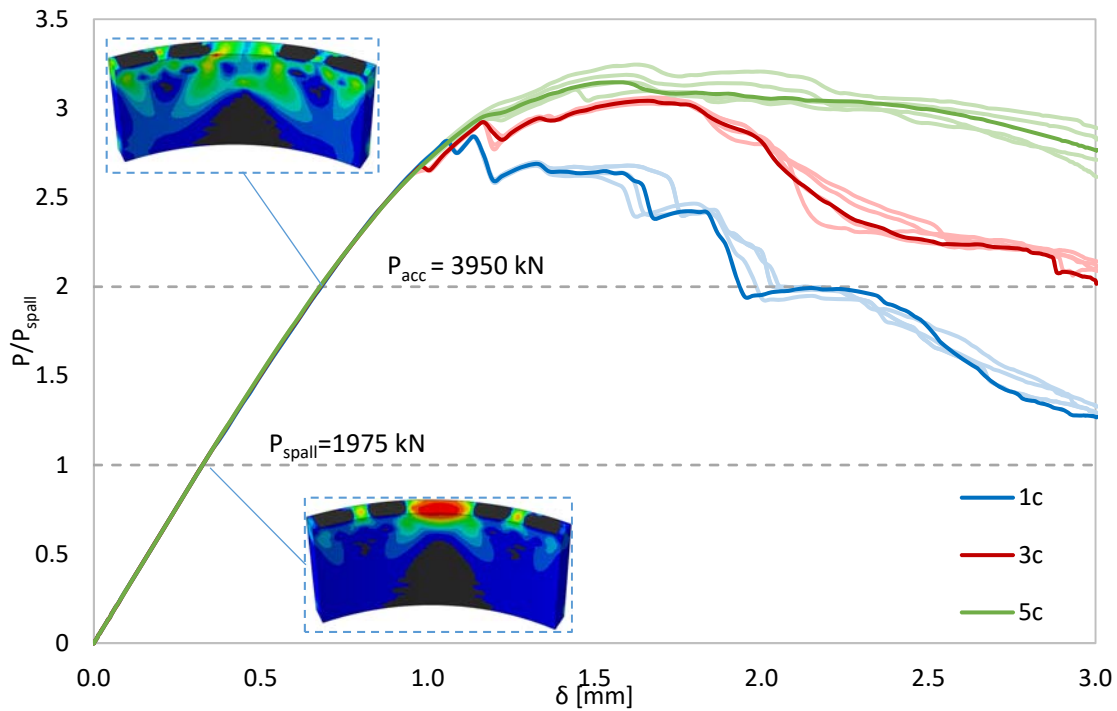 3.5
3
2.5
2
1.5
1
0.5
0
P/P_spall
P_acc = 3950 kN
P_spall=1975 kN
1c
3c
5c
0.0 0.5 1.0 1.5 2.0 2.5 3.0
δ [mm]